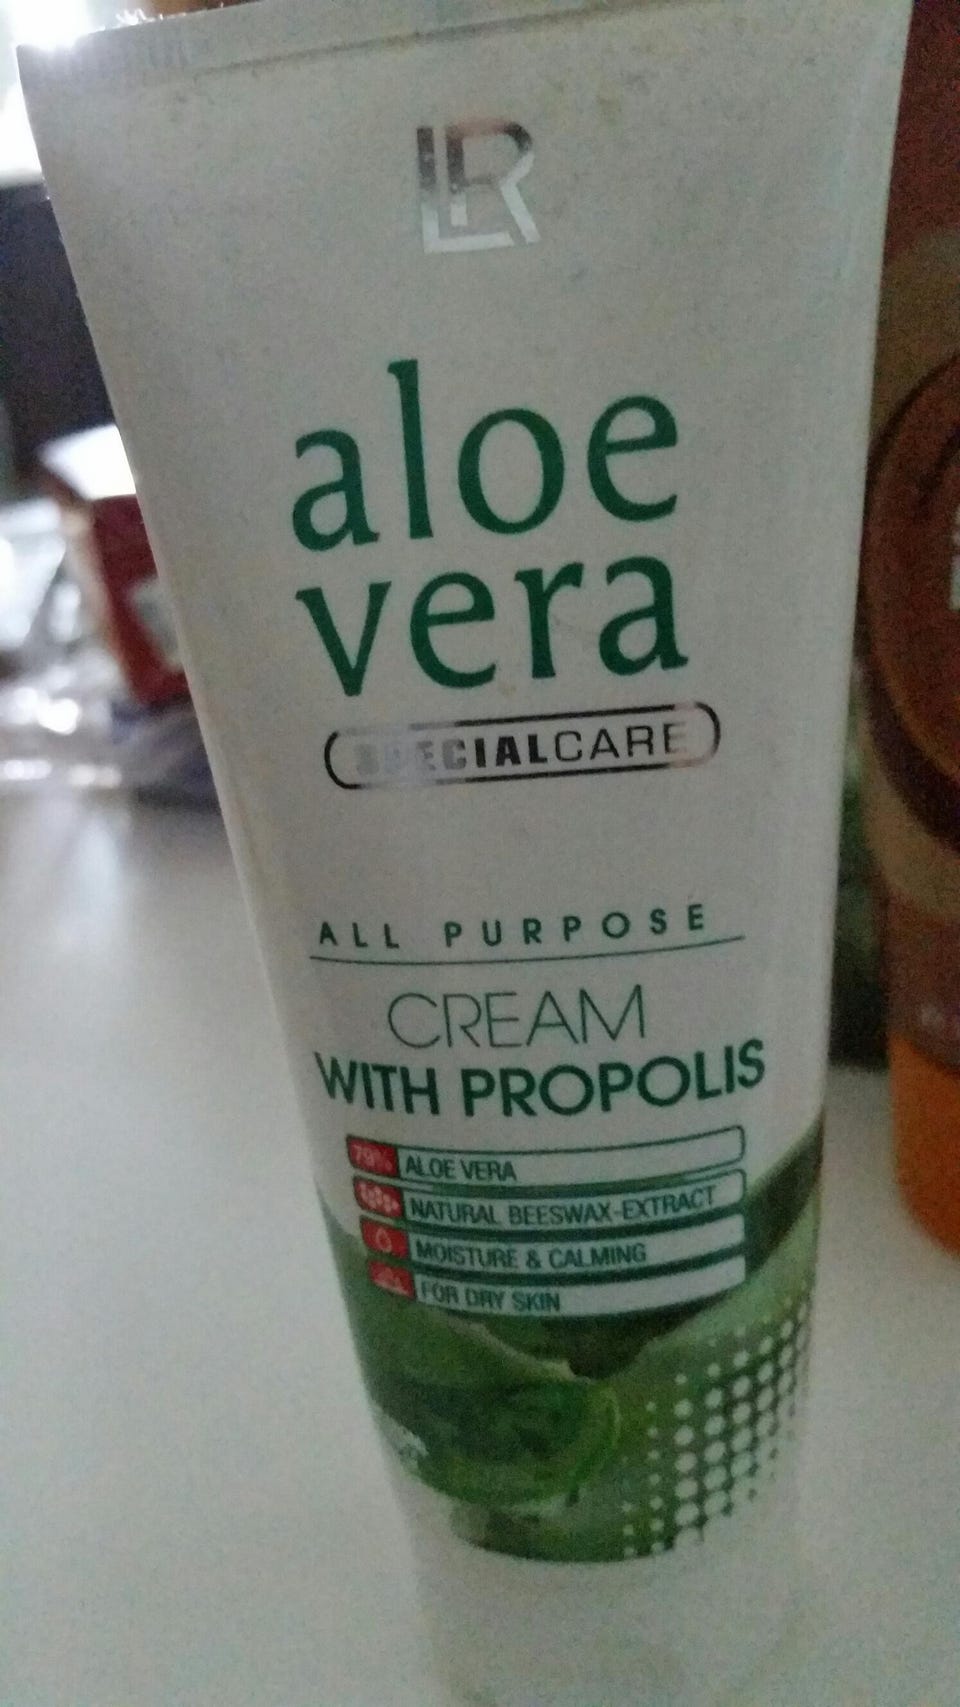 LR
aloe
vera
SPECIALCARE
ALL PURPOSE
CREAM
WITH PROPOLIS
79% ALOE VERA
NATURAL BEESWAX-EXTRACT
MOISTURE & CALMING
FOR DRY SKIN